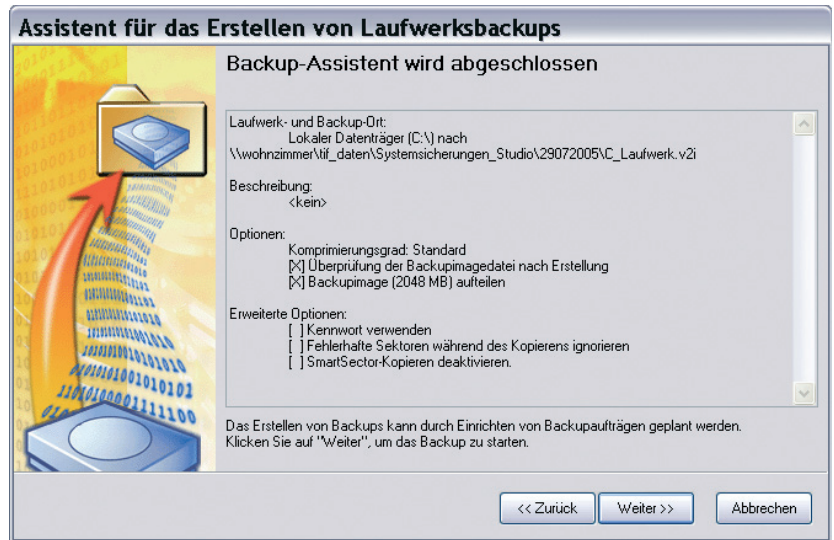 Assistent für das Erstellen von Laufwerksbackups
Backup-Assistent wird abgeschlossen
Laufwerk- und Backup-Ort:
Lokaler Datenträger (C:\) nach
\\wohnzimmer\tif_daten\Systemsicherungen_Studio\29072005\C_Laufwerk.v2i
Beschreibung:
<kein>
Optionen:
Komprimierungsgrad: Standard
[X] Überprüfung der Backupimagedatei nach Erstellung
[X] Backupimage (2048 MB) aufteilen
Erweiterte Optionen:
[ ] Kennwort verwenden
[ ] Fehlerhafte Sektoren während des Kopierens ignorieren
[ ] SmartSector-Kopieren deaktivieren.
Das Erstellen von Backups kann durch Einrichten von Backupaufträgen geplant werden.
Klicken Sie auf "Weiter", um das Backup zu starten.
<< Zurück Weiter >> Abbrechen